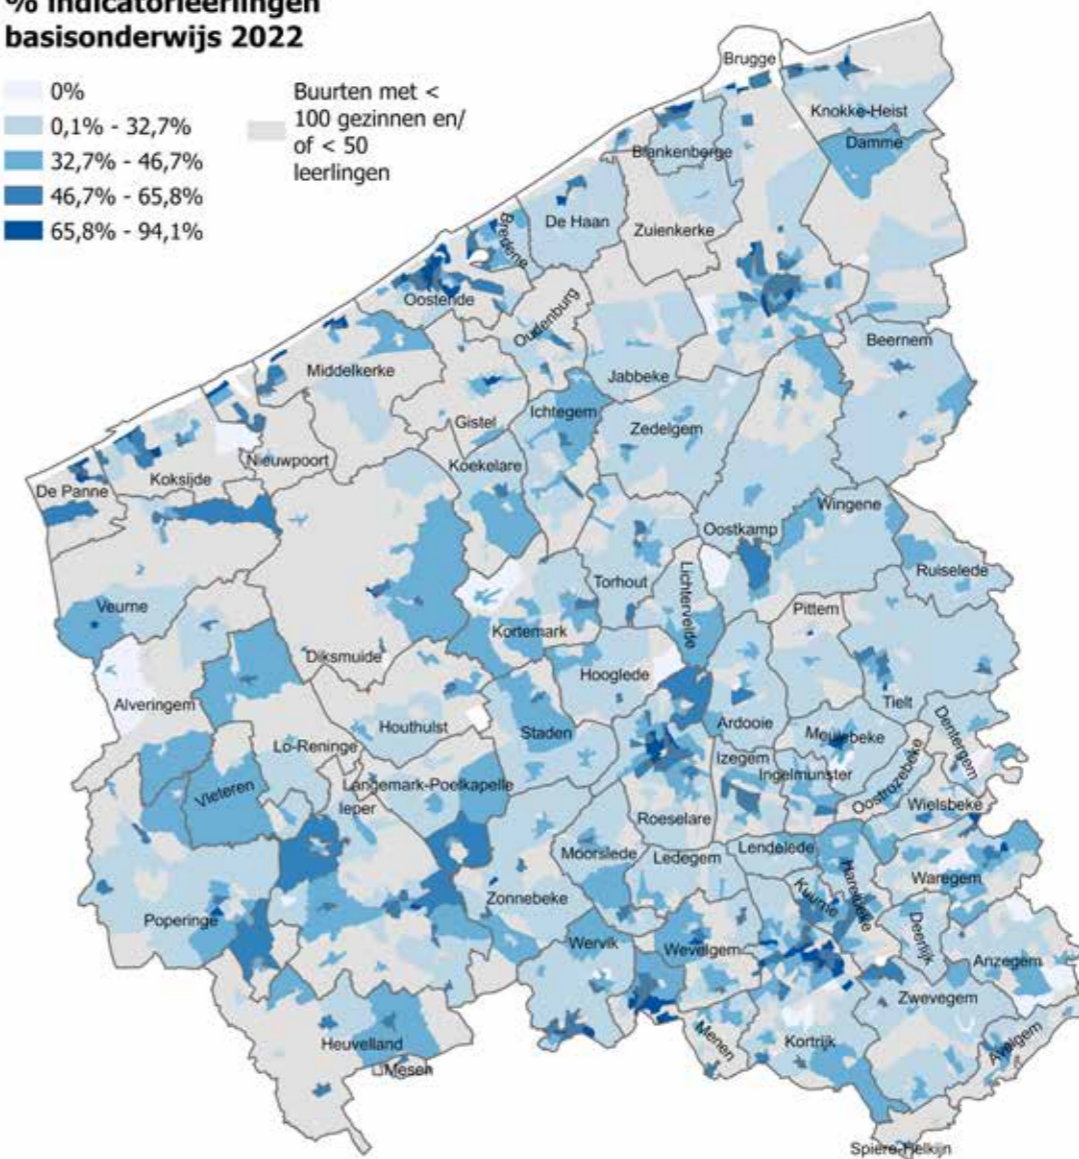 % indicatorleerlingen
basisonderwijs 2022
0%
0,1% - 32,7%
32,7% - 46,7%
46,7% - 65,8%
65,8% - 94,1%
Buurten met <
100 gezinnen en/
of < 50
leerlingen
Brugge
Knokke-Heist
Damme
Blankenberge
De Haan
Zuienkerke
Bredene
Oostende
Oudenburg
Beernem
Middelkerke
Jabbeke
Ichtegem
Gistel
Zedelgem
Nieuwpoort
Koekelare
Koksijde
De Panne
Wingene
Oostkamp
Ruiselede
Torhout
Lichtervelde
Veurne
Pittem
Kortemark
Diksmuide
Hooglede
Alveringem
Tielt
Houthulst
Staden
Ardooie
Meulebeke
Dentergem
Lo-Reninge
Izegem
Ingelmunster
Oostrozebeke
Langemark-Poelkapelle
Vleteren
Ieper
Wielsbeke
Roeselare
Moorslede
Ledegem
Lendelede
Harelbeke
Waregem
Zonnebeke
Kuurne
Poperinge
Deerlijk
Wervik
Wevelgem
Anzegem
Zwevegem
Heuvelland
Menen
Kortrijk
Avelgem
Mesen
Spiere-Helkijn